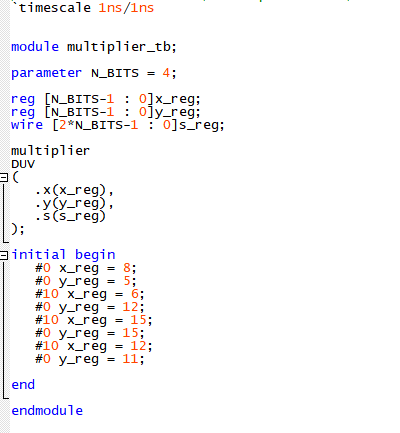 `timescale 1ns/1ns
module multiplier_tb;
parameter N_BITS = 4;
reg [N_BITS-1 : 0]x_reg;
reg [N_BITS-1 : 0]y_reg;
wire [2*N_BITS-1 : 0]s_reg;
multiplier
DUV
(
.x(x_reg),
.y(y_reg),
.s(s_reg)
);
initial begin
#0 x_reg = 8;
#0 y_reg = 5;
#10 x_reg = 6;
#0 y_reg = 12;
#10 x_reg = 15;
#0 y_reg = 15;
#10 x_reg = 12;
#0 y_reg = 11;
end
endmodule